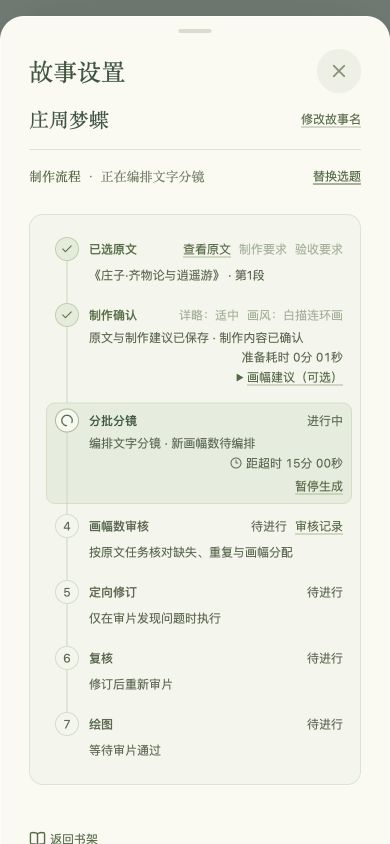 故事设置
庄周梦蝶 修改故事名
制作流程 · 正在编排文字分镜 替换选题
已选原文 查看原文 制作要求 验收要求
《庄子·齐物论与逍遥游》 · 第1段
制作确认 详略：适中 画风：白描连环画
原文与制作建议已保存 · 制作内容已确认
准备耗时 0分 01秒
▶ 画幅建议（可选）
分批分镜 进行中
编排文字分镜 · 新画幅数待编排
距超时 15分 00秒
暂停生成
4 画幅数审核 待进行 审核记录
按原文任务核对缺失、重复与画幅分配
5 定向修订 待进行
仅在审片发现问题时执行
6 复核 待进行
修订后重新审片
7 绘图 待进行
等待审片通过
返回书架